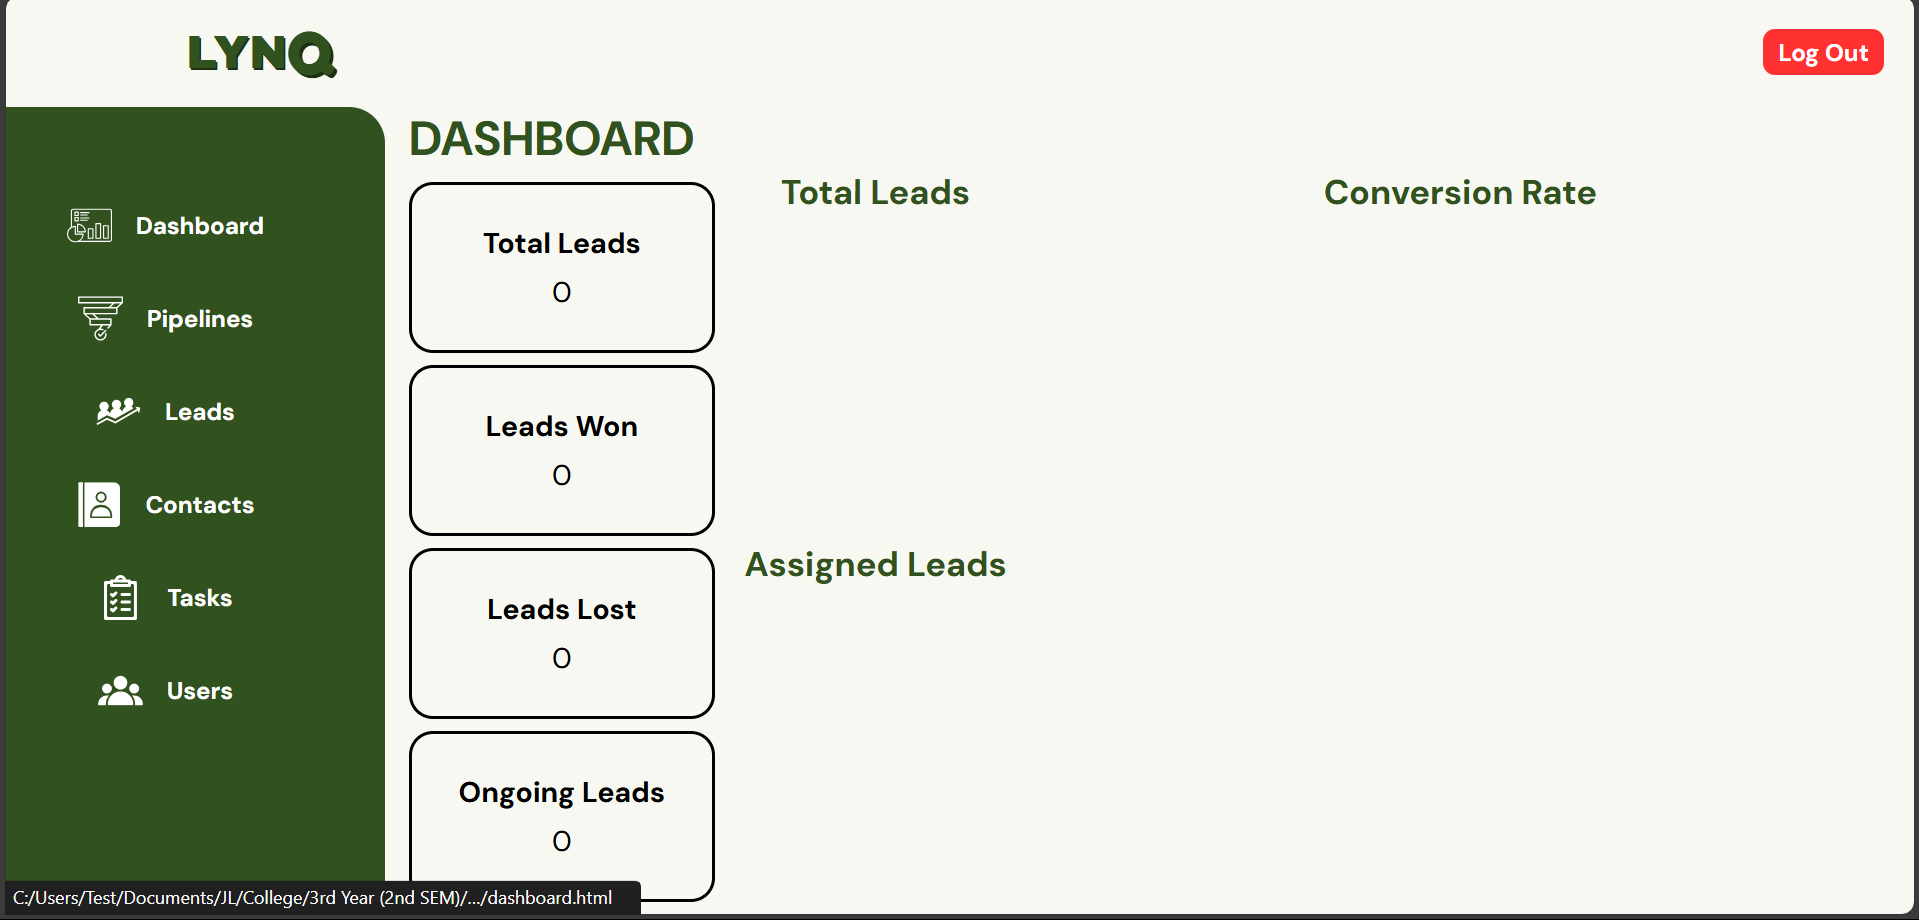 LYNQ
Log Out
Dashboard
Pipelines
Leads
Contacts
Tasks
Users
DASHBOARD
Total Leads
0
Leads Won
0
Leads Lost
0
Ongoing Leads
0
Total Leads
Conversion Rate
Assigned Leads
C:/Users/Test/Documents/JL/College/3rd Year (2nd SEM)/.../dashboard.html